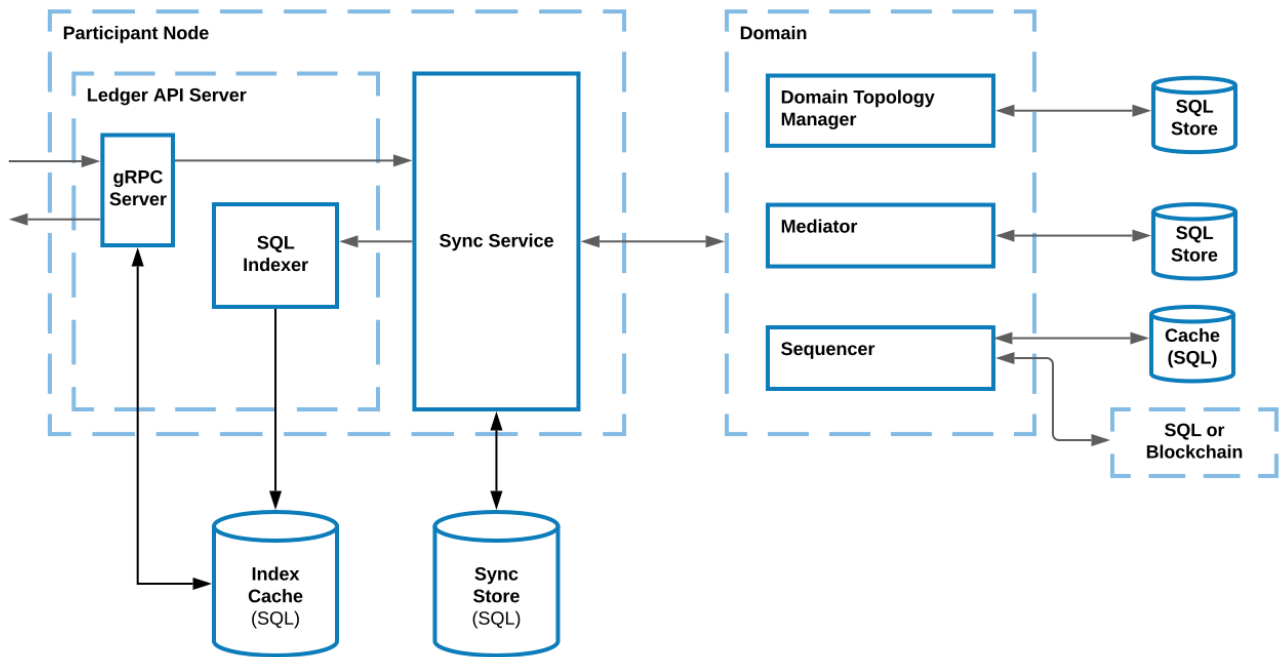 Participant Node
Ledger API Server
gRPC
Server
SQL
Indexer
Sync Service
Index
Cache
(SQL)
Sync
Store
(SQL)
Domain
Domain Topology
Manager
SQL
Store
Mediator
SQL
Store
Sequencer
Cache
(SQL)
SQL or
Blockchain